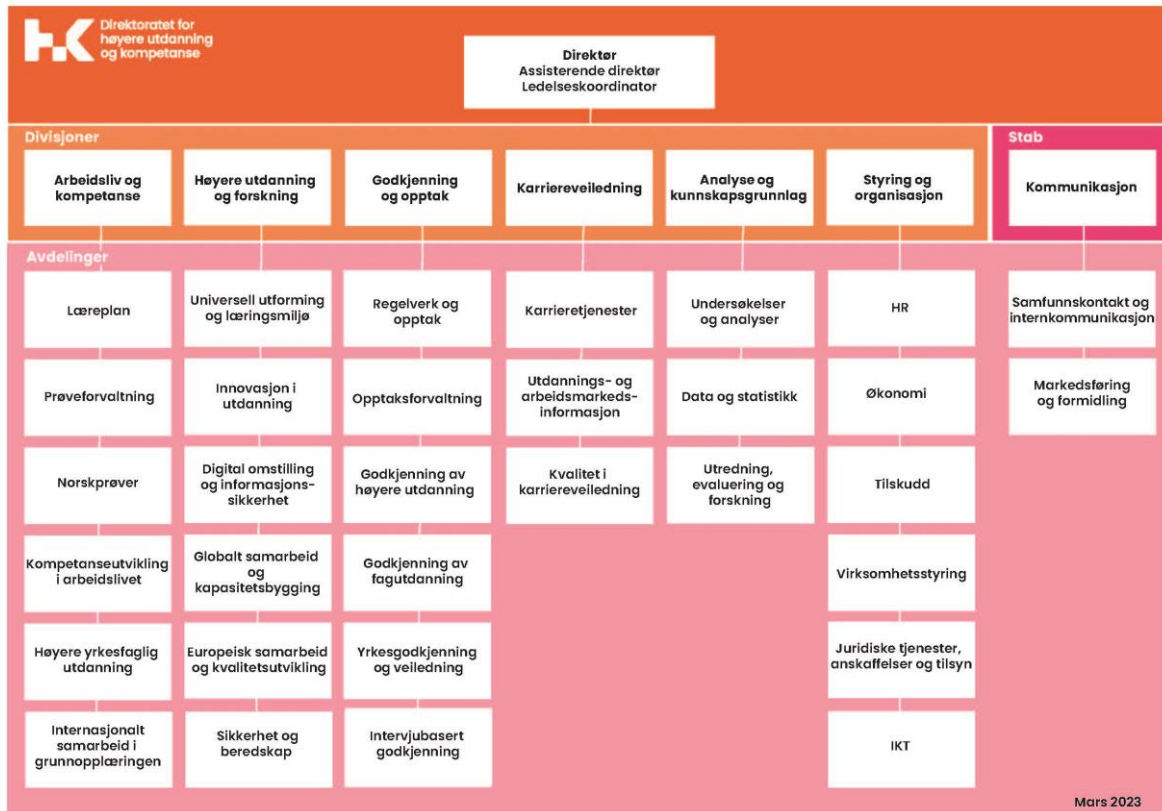 Direktoratet for
høyere utdanning
og kompetanse
Direktør
Assisterende direktør
Ledelseskoordinator
Divisjoner
Stab
Arbeidsliv og
kompetanse
Høyere utdanning
og forskning
Godkjenning
og opptak
Karriereveiledning
Analyse og
kunnskapsgrunnlag
Styring og
organisasjon
Kommunikasjon
Avdelinger
Læreplan
Universell utforming
og læringsmiljø
Regelverk og
opptak
Karrieretjenester
Undersøkelser
og analyser
HR
Samfunnskontakt og
internkommunikasjon
Prøveforvaltning
Innovasjon i
utdanning
Opptaksforvaltning
Utdannings- og
arbeidsmarkeds-
informasjon
Data og statistikk
Økonomi
Markedsføring
og formidling
Norskprøver
Digital omstilling
og informasjons-
sikkerhet
Godkjenning av
høyere utdanning
Kvalitet i
karriereveiledning
Utredning,
evaluering og
forskning
Tilskudd
Kompetanseutvikling
i arbeidslivet
Globalt samarbeid
og
kapasitetsbygging
Godkjenning av
fagutdanning
Virksomhetsstyring
Høyere yrkesfaglig
utdanning
Europeisk samarbeid
og kvalitetsutvikling
Yrkesgodkjenning
og veiledning
Juridiske tjenester,
anskaffelser og tilsyn
Internasjonalt
samarbeid i
grunnopplæringen
Sikkerhet og
beredskap
Intervjubasert
godkjenning
IKT
Mars 2023